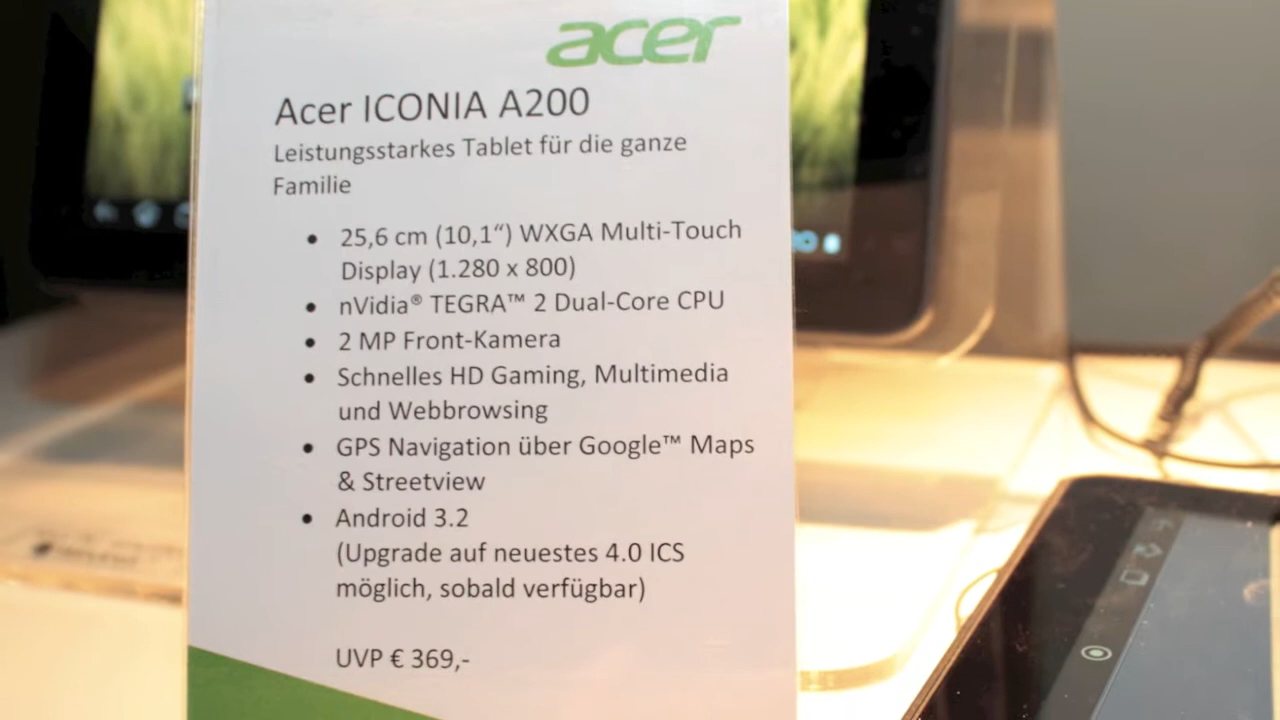 acer
Acer ICONIA A200
Leistungsstarkes Tablet für die ganze
Familie
• 25,6 cm (10,1“) WXGA Multi-Touch
Display (1.280 x 800)
• nVidia® TEGRA™ 2 Dual-Core CPU
• 2 MP Front-Kamera
• Schnelles HD Gaming, Multimedia
und Webbrowsing
• GPS Navigation über Google™ Maps
& Streetview
• Android 3.2
(Upgrade auf neuestes 4.0 ICS
möglich, sobald verfügbar)
UVP € 369,-